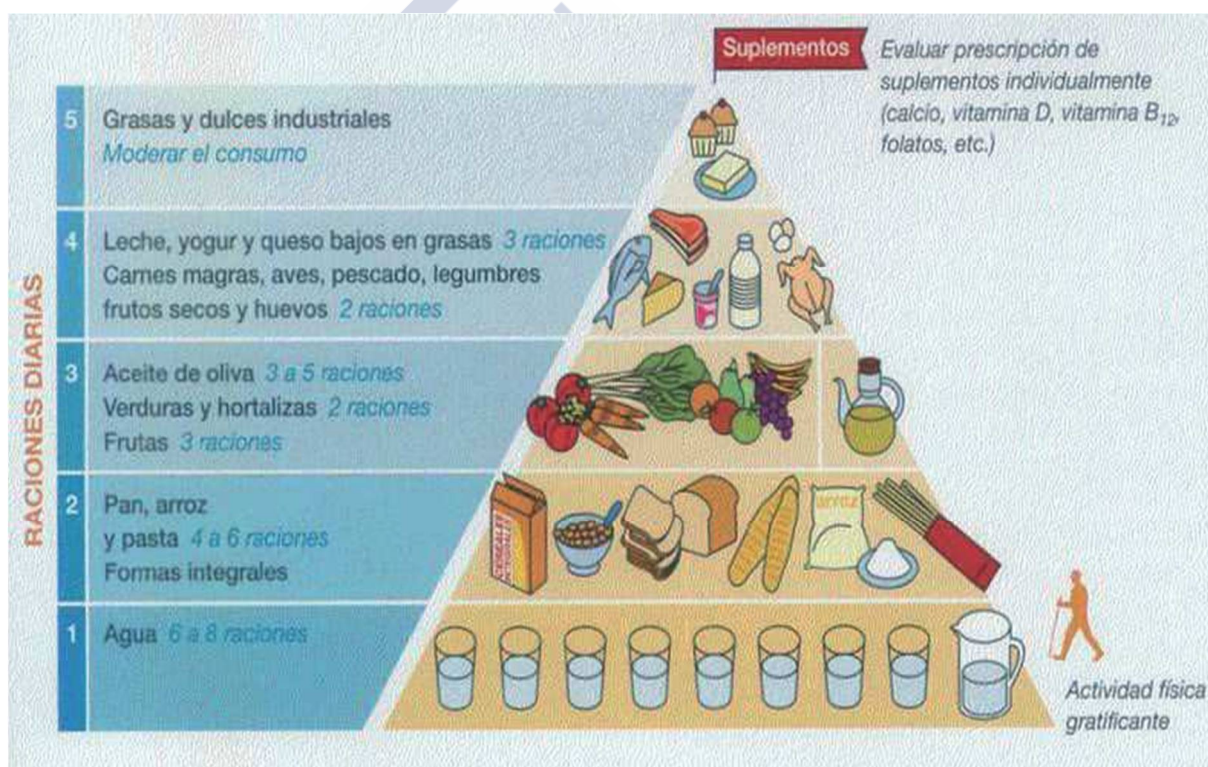 Suplementos
Evaluar prescripción de
suplementos individualmente
(calcio, vitamina D, vitamina B12,
folatos, etc.)
RACIONES DIARIAS
5
Grasas y dulces industriales
Moderar el consumo
4
Leche, yogur y queso bajos en grasas 3 raciones
Carnes magras, aves, pescado, legumbres
frutos secos y huevos 2 raciones
3
Aceite de oliva 3 a 5 raciones
Verduras y hortalizas 2 raciones
Frutas 3 raciones
2
Pan, arroz
y pasta 4 a 6 raciones
Formas integrales
CEREALES
INTEGRALES
arroz
1
Agua 6 a 8 raciones
Actividad física
gratificante